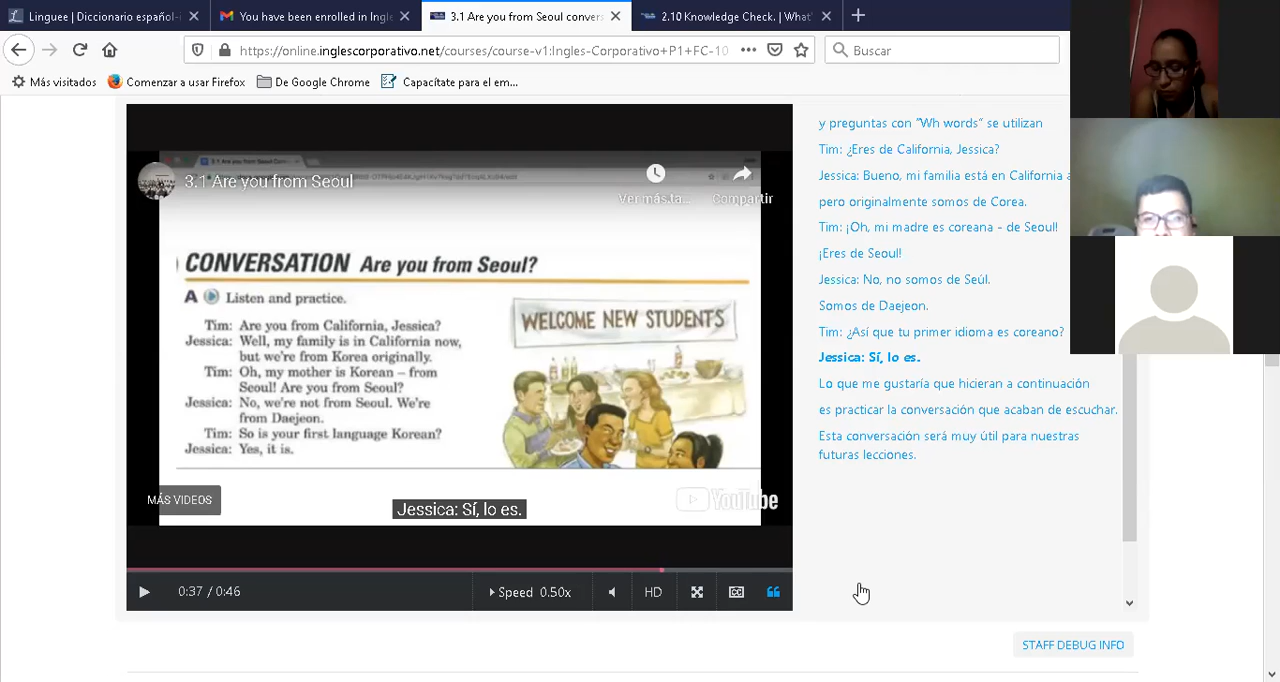 Linguee | Diccionario español-
You have been enrolled in Ingle
3.1 Are you from Seoul convers
2.10 Knowledge Check. | What'
https://online.inglescorporativo.net/courses/course-v1:Ingles-Corporativo+P1+FC-10
Buscar
Más visitados
Comenzar a usar Firefox
De Google Chrome
Capacítate para el em...
3.1 Are you from Seoul
Ver más ta...
Compartir
CONVERSATION Are you from Seoul?
A Listen and practice.
Tim: Are you from California, Jessica?
Jessica: Well, my family is in California now,
but we're from Korea originally.
Tim: Oh, my mother is Korean – from
Seoul! Are you from Seoul?
Jessica: No, we're not from Seoul. We're
from Daejeon.
Tim: So is your first language Korean?
Jessica: Yes, it is.
WELCOME NEW STUDENTS
MÁS VIDEOS
YouTube
Jessica: Sí, lo es.
0:37 / 0:46
Speed 0.50x
HD
y preguntas con "Wh words" se utilizan
Tim: ¿Eres de California, Jessica?
Jessica: Bueno, mi familia está en California a
pero originalmente somos de Corea.
Tim: ¡Oh, mi madre es coreana - de Seoul!
¡Eres de Seoul!
Jessica: No, no somos de Seúl.
Somos de Daejeon.
Tim: ¿Así que tu primer idioma es coreano?
Jessica: Sí, lo es.
Lo que me gustaría que hicieran a continuación
es practicar la conversación que acaban de escuchar.
Esta conversación será muy útil para nuestras
futuras lecciones.
STAFF DEBUG INFO